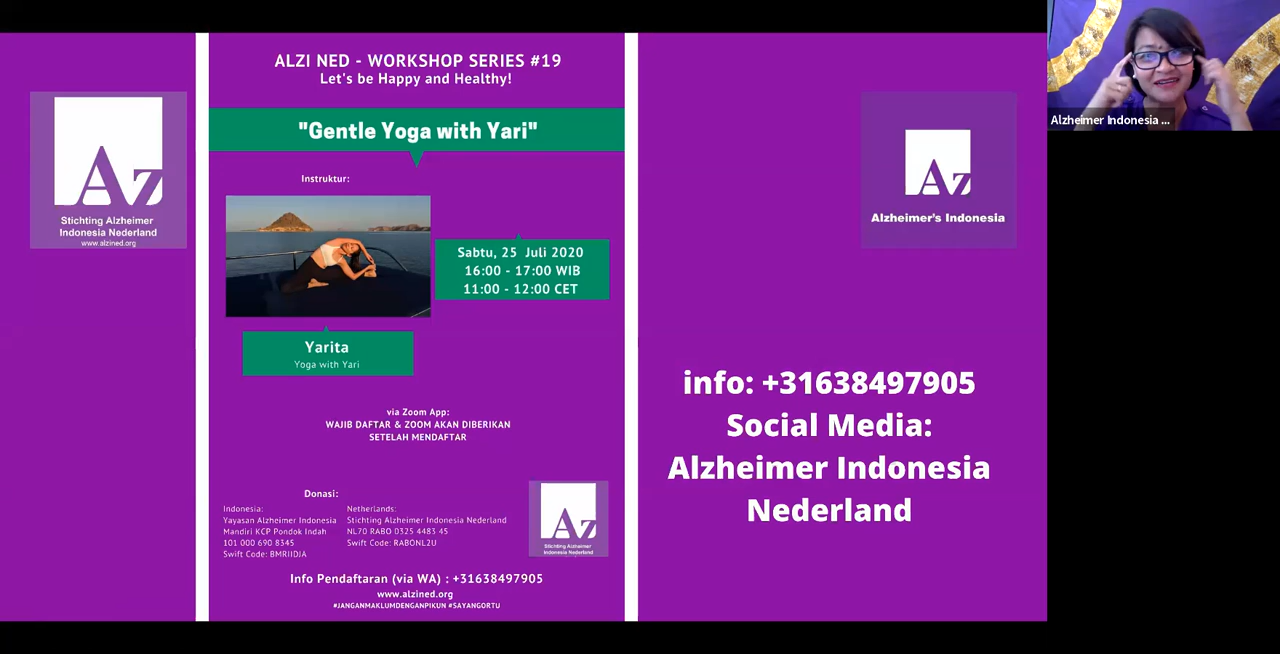 Az
Stichting Alzheimer
Indonesia Nederland
www.alzined.org
ALZI NED - WORKSHOP SERIES #19
Let's be Happy and Healthy!
"Gentle Yoga with Yari"
Instruktur:
Sabtu, 25 Juli 2020
16:00 - 17:00 WIB
11:00 - 12:00 CET
Yarita
Yoga with Yari
via Zoom App:
WAJIB DAFTAR & ZOOM AKAN DIBERIKAN
SETELAH MENDAFTAR
Donasi:
Indonesia:
Yayasan Alzheimer Indonesia
Mandiri KCP Pondok Indah
101 000 690 8345
Swift Code: BMRIIDJA
Netherlands:
Stichting Alzheimer Indonesia Nederland
NL70 RABO 0325 4483 45
Swift Code: RABONL2U
Az
Stichting Alzheimer
Indonesia Nederland
Info Pendaftaran (via WA) : +31638497905
www.alzined.org
#JANGANMAKLUMDENGANPIKUN #SAYANGORTU
Az
Alzheimer's Indonesia
info: +31638497905
Social Media:
Alzheimer Indonesia
Nederland
Alzheimer Indonesia ...